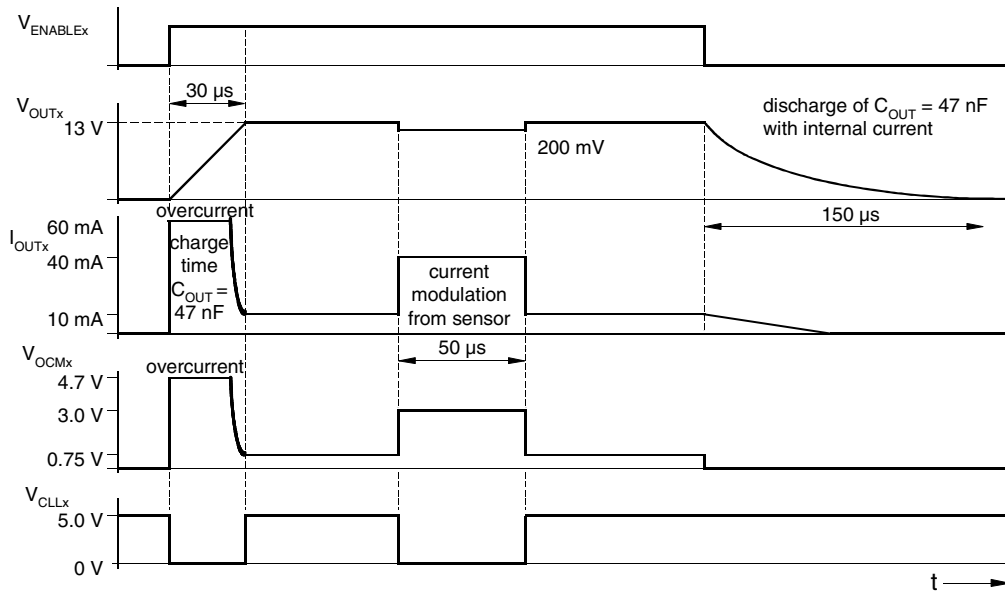 V_ENABLEx
30 µs
V_OUTx
13 V
200 mV
discharge of C_OUT = 47 nF
with internal current
150 µs
overcurrent
60 mA
I_OUTx
40 mA
10 mA
charge
time
C_OUT =
47 nF
current
modulation
from sensor
50 µs
V_OCMx
overcurrent
4.7 V
3.0 V
0.75 V
V_CLLx
5.0 V
0 V
t